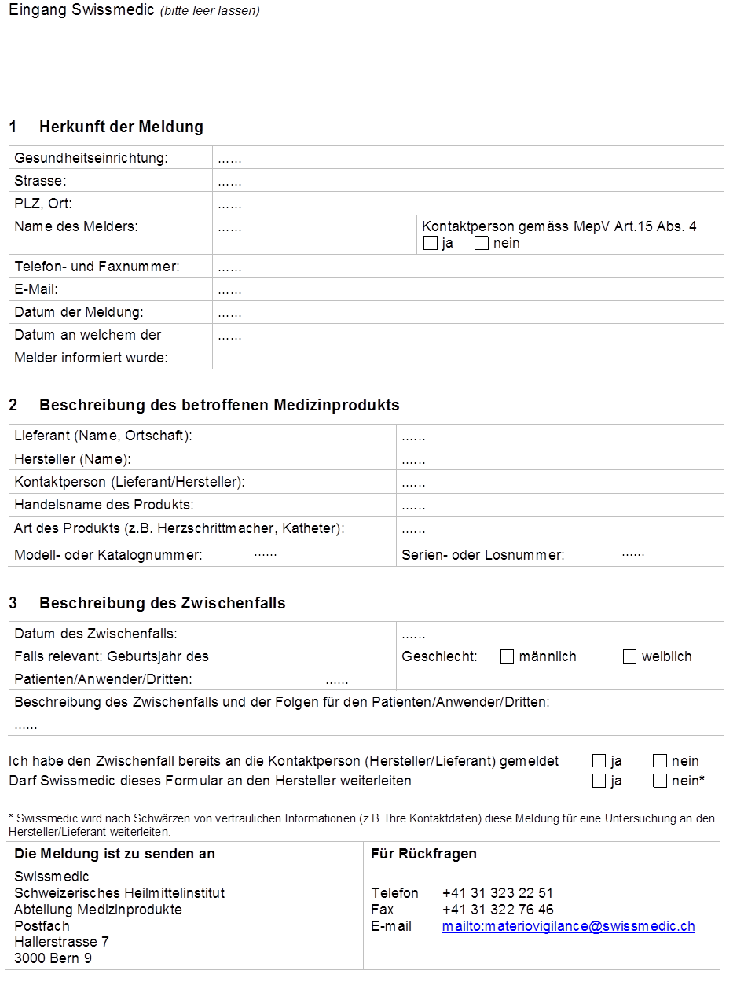 Eingang Swissmedic (bitte leer lassen)
1 Herkunft der Meldung
Gesundheitseinrichtung: ......
Strasse: ......
PLZ, Ort: ......
Name des Melders: ...... Kontaktperson gemäss MepV Art.15 Abs. 4
☐ ja ☐ nein
Telefon- und Faxnummer: ......
E-Mail: ......
Datum der Meldung: ......
Datum an welchem der ......
Melder informiert wurde:
2 Beschreibung des betroffenen Medizinprodukts
Lieferant (Name, Ortschaft): ......
Hersteller (Name): ......
Kontaktperson (Lieferant/Hersteller): ......
Handelsname des Produkts: ......
Art des Produkts (z.B. Herzschrittmacher, Katheter): ......
Modell- oder Katalognummer: ...... Serien- oder Losnummer: ......
3 Beschreibung des Zwischenfalls
Datum des Zwischenfalls: ......
Falls relevant: Geburtsjahr des Geschlecht: ☐ männlich ☐ weiblich
Patienten/Anwender/Dritten: ......
Beschreibung des Zwischenfalls und der Folgen für den Patienten/Anwender/Dritten:
......
Ich habe den Zwischenfall bereits an die Kontaktperson (Hersteller/Lieferant) gemeldet ☐ ja ☐ nein
Darf Swissmedic dieses Formular an den Hersteller weiterleiten ☐ ja ☐ nein*
* Swissmedic wird nach Schwärzen von vertraulichen Informationen (z.B. Ihre Kontaktdaten) diese Meldung für eine Untersuchung an den
Hersteller/Lieferant weiterleiten.
Die Meldung ist zu senden an
Swissmedic
Schweizerisches Heilmittelinstitut
Abteilung Medizinprodukte
Postfach
Hallerstrasse 7
3000 Bern 9
Für Rückfragen
Telefon +41 31 323 22 51
Fax +41 31 322 76 46
E-mail mailto:materiovigilance@swissmedic.ch